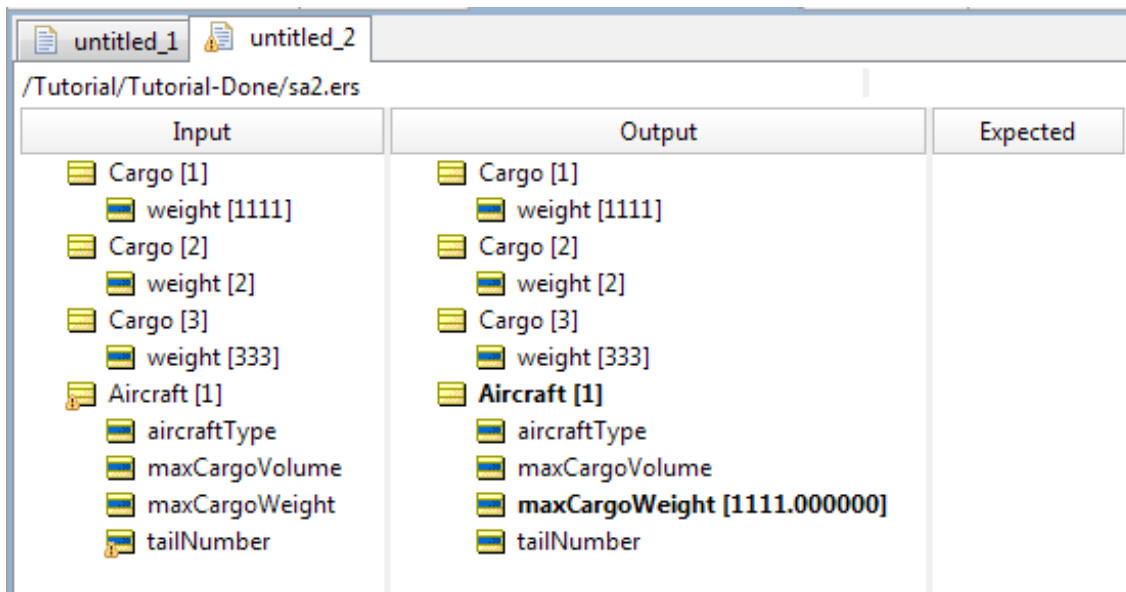 untitled_1 untitled_2
/Tutorial/Tutorial-Done/sa2.ers
Input Output Expected
Cargo [1] Cargo [1]
weight [1111] weight [1111]
Cargo [2] Cargo [2]
weight [2] weight [2]
Cargo [3] Cargo [3]
weight [333] weight [333]
Aircraft [1] Aircraft [1]
aircraftType aircraftType
maxCargoVolume maxCargoVolume
maxCargoWeight maxCargoWeight [1111.000000]
tailNumber tailNumber